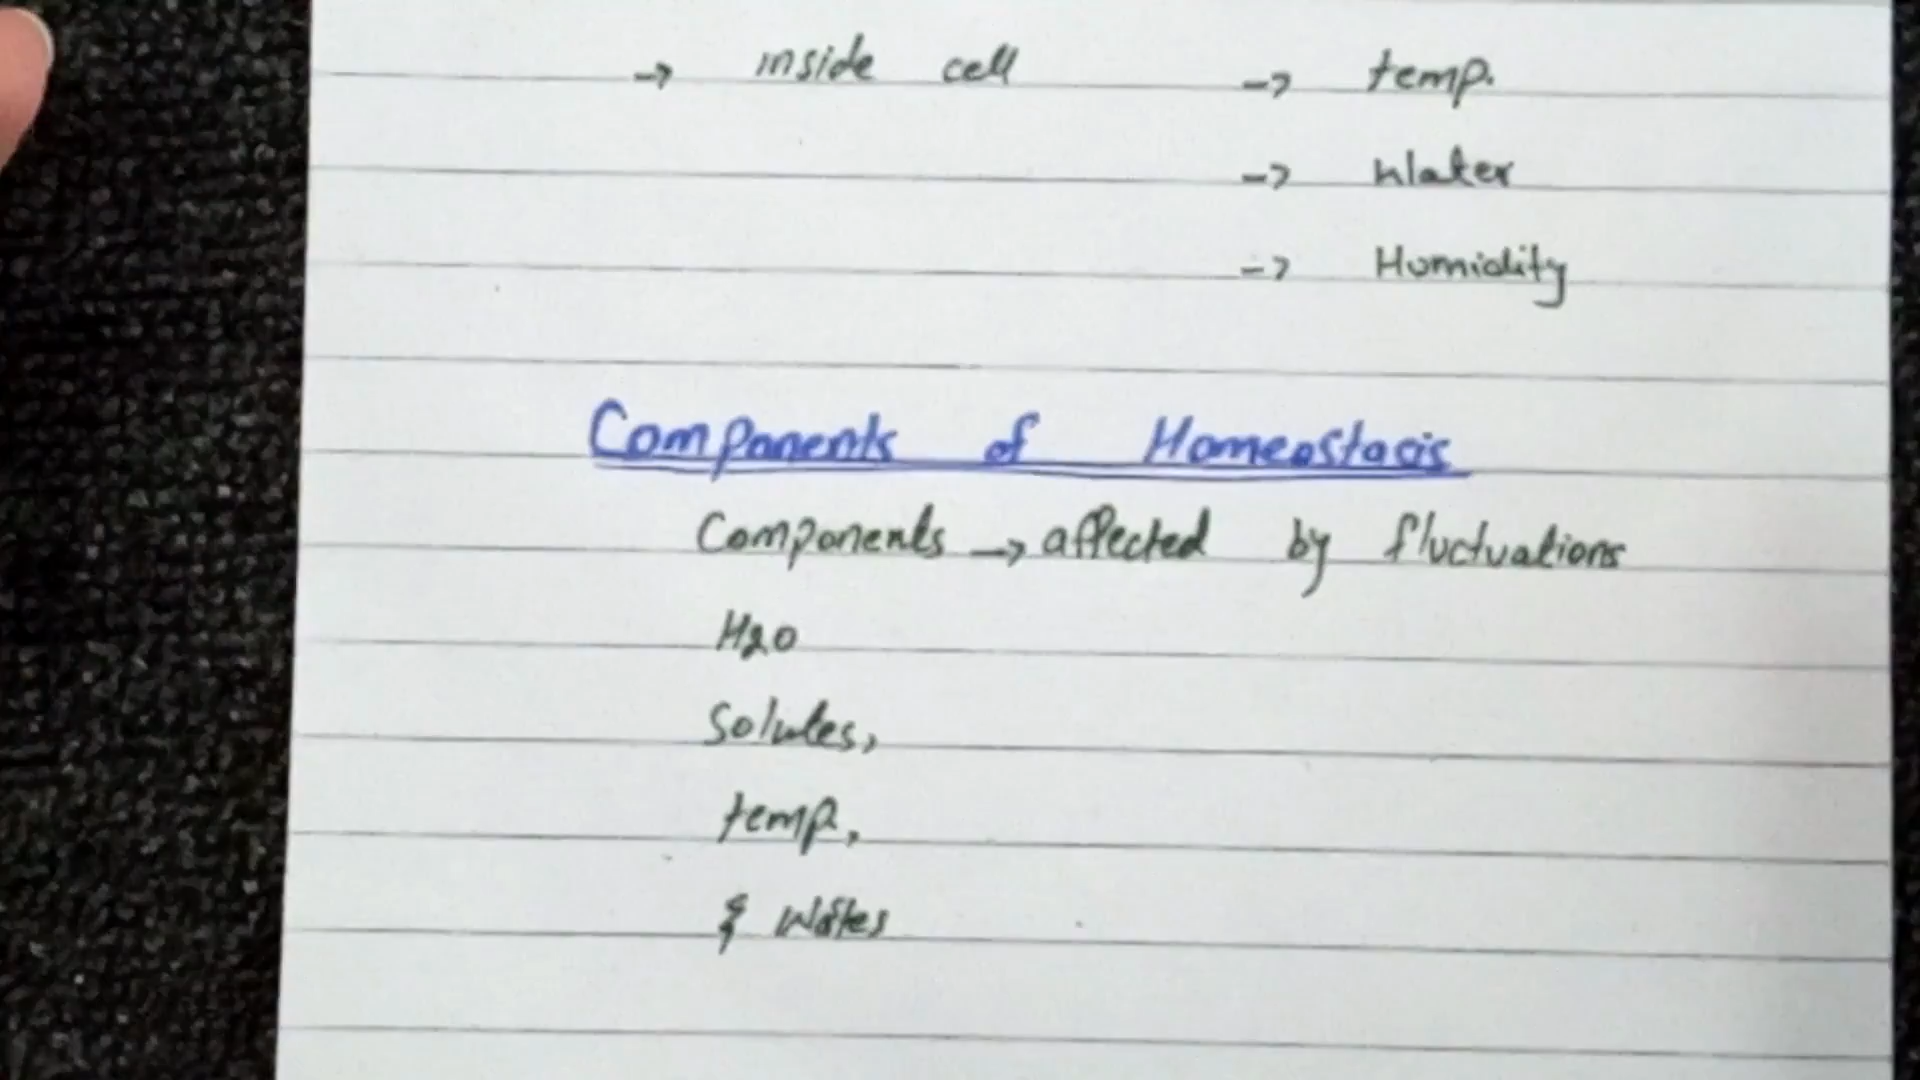 → inside cell → temp.
→ Water
→ Humidity
Components of Homeostasis
Components → affected by fluctuations
H2O
Solutes,
temp,
& Wastes